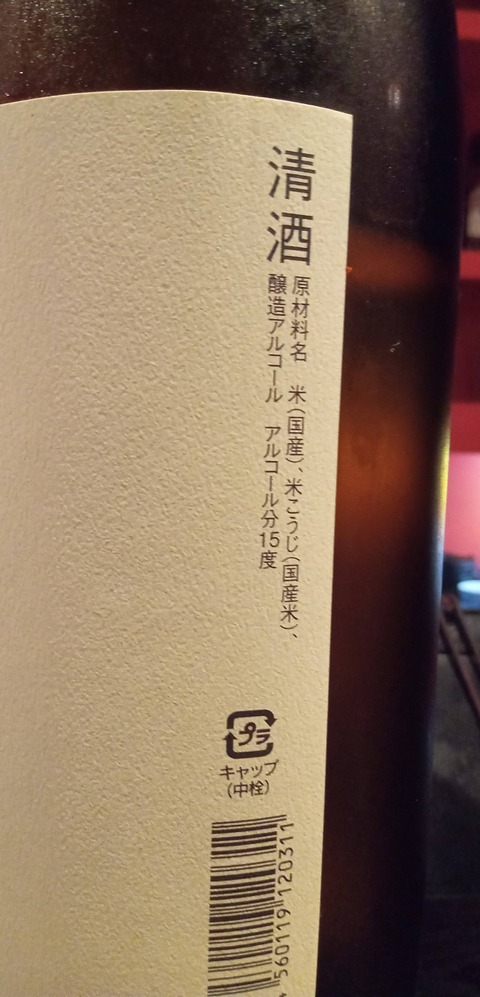 清酒
原材料名 米(国産)、米こうじ(国産米)、
醸造アルコール アルコール分15度
プラ
キャップ
(中栓)
560119 120311